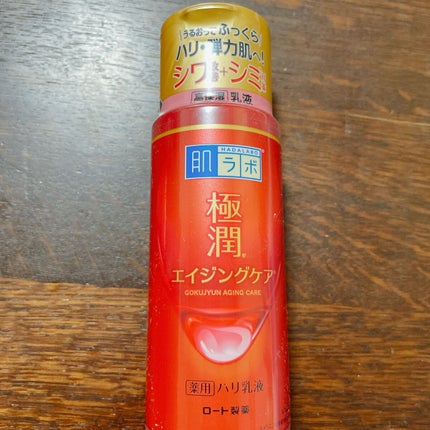 うるおってふっくら
ハリ・弾力肌へ!
シワ改善+シミ
高保湿 乳液
HADALABO
肌ラボ
極潤®
エイジングケア
GOKUJYUN AGING CARE
薬用 ハリ乳液
ロート製薬